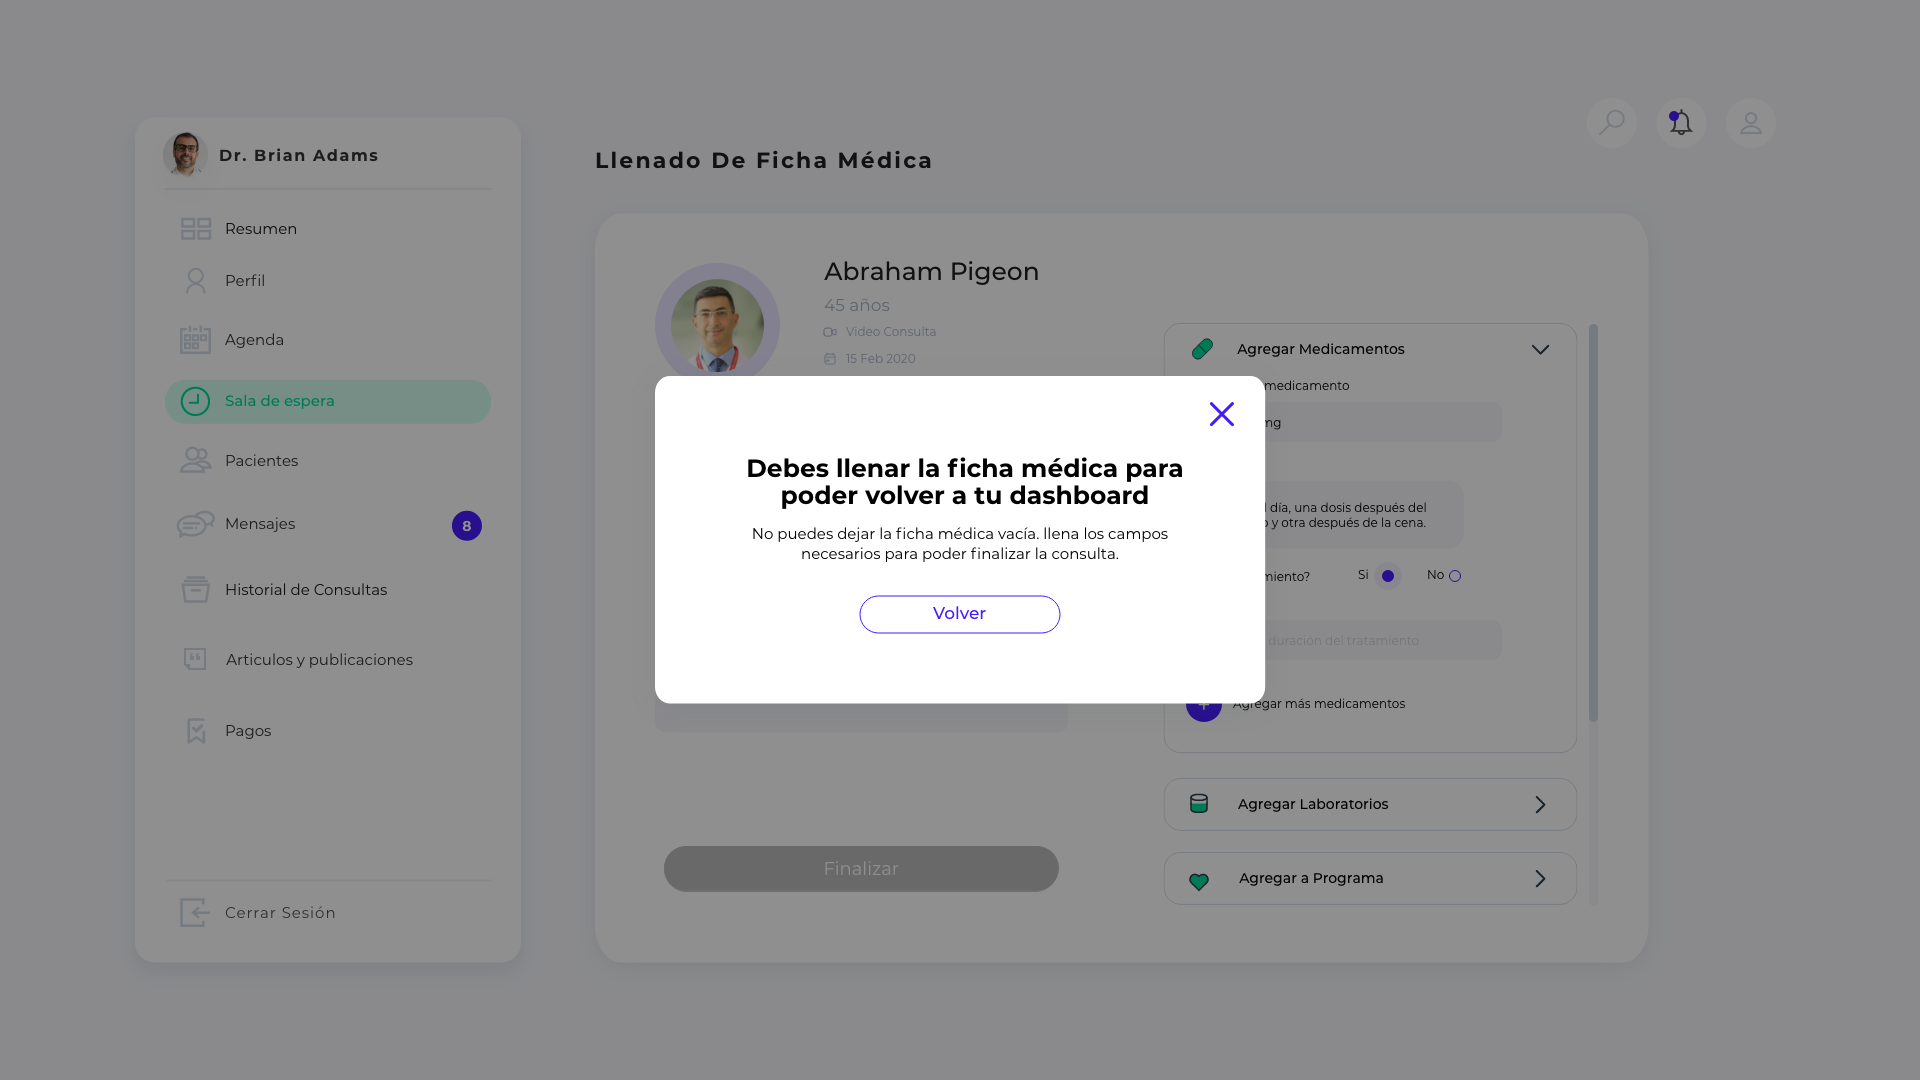 Dr. Brian Adams
Resumen
Perfil
Agenda
Sala de espera
Pacientes
Mensajes
8
Historial de Consultas
Articulos y publicaciones
Pagos
Cerrar Sesión
Llenado De Ficha Médica
Abraham Pigeon
45 años
Video Consulta
15 Feb 2020
Debes llenar la ficha médica para
poder volver a tu dashboard
No puedes dejar la ficha médica vacía. llena los campos
necesarios para poder finalizar la consulta.
Volver
Finalizar
Agregar Medicamentos
medicamento
mg
día, una dosis después del
y otra después de la cena.
Si
No
duración del tratamiento
Agregar más medicamentos
Agregar Laboratorios
Agregar a Programa